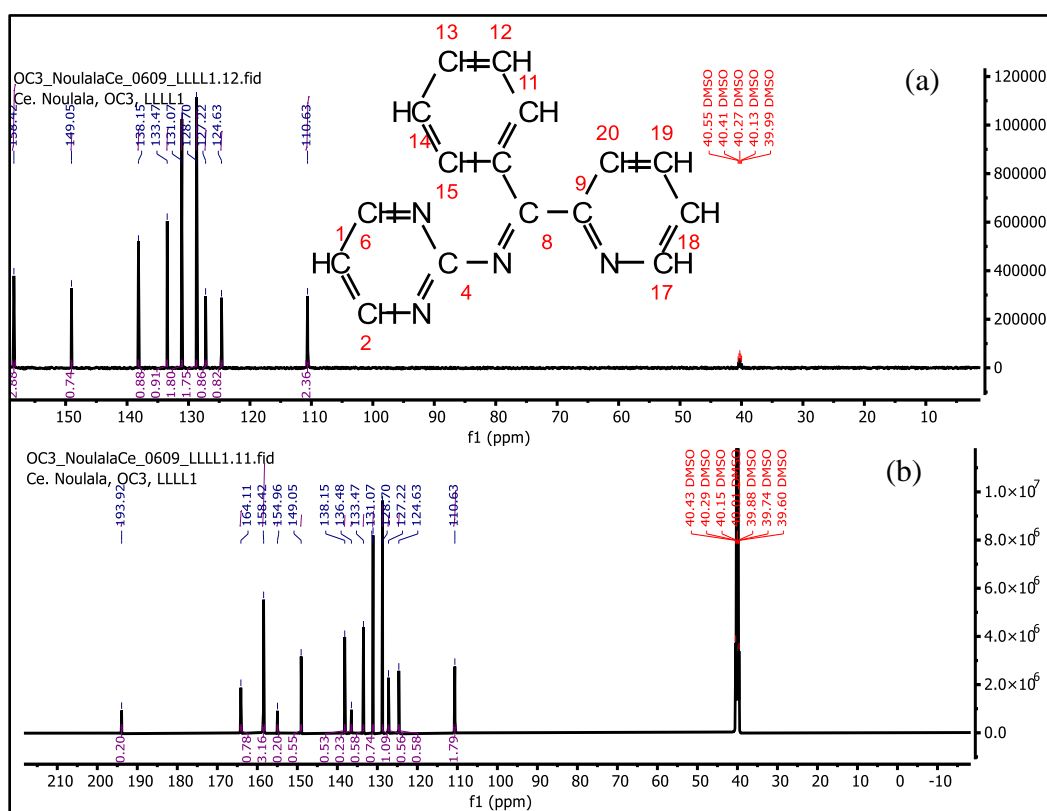 OC3_NoulalaCe_0609_LLLL1.12.fid
Ce. Noulala, OC3, LLLL1
(a)
158.42
149.05
138.15
133.47
131.07
128.70
127.22
124.63
110.63
40.55 DMSO
40.41 DMSO
40.27 DMSO
40.13 DMSO
39.99 DMSO
13
12
CH
CH
11
HC
CH
20
19
14
CH
C
CH
CH
15
9
CH
N
C
C
CH
1
6
8
18
HC
C
N
N
CH
4
17
CH
N
2
120000
100000
800000
600000
400000
200000
0
2.88
0.74
0.88
0.91
1.80
1.75
0.86
0.82
2.36
150 140 130 120 110 100 90 80 70 60 50 40 30 20 10
f1 (ppm)
OC3_NoulalaCe_0609_LLLL1.11.fid
Ce. Noulala, OC3, LLLL1
(b)
193.92
164.11
158.42
154.96
149.05
138.15
136.48
133.47
131.07
128.70
127.22
124.63
110.63
40.43 DMSO
40.29 DMSO
40.15 DMSO
40.01 DMSO
39.88 DMSO
39.74 DMSO
39.60 DMSO
1.0×10⁷
8.0×10⁶
6.0×10⁶
4.0×10⁶
2.0×10⁶
0.0
0.20
0.78
3.16
0.20
0.55
0.53
0.23
0.58
0.74
1.09
0.56
0.58
1.79
210 200 190 180 170 160 150 140 130 120 110 100 90 80 70 60 50 40 30 20 10 0 -10
f1 (ppm)